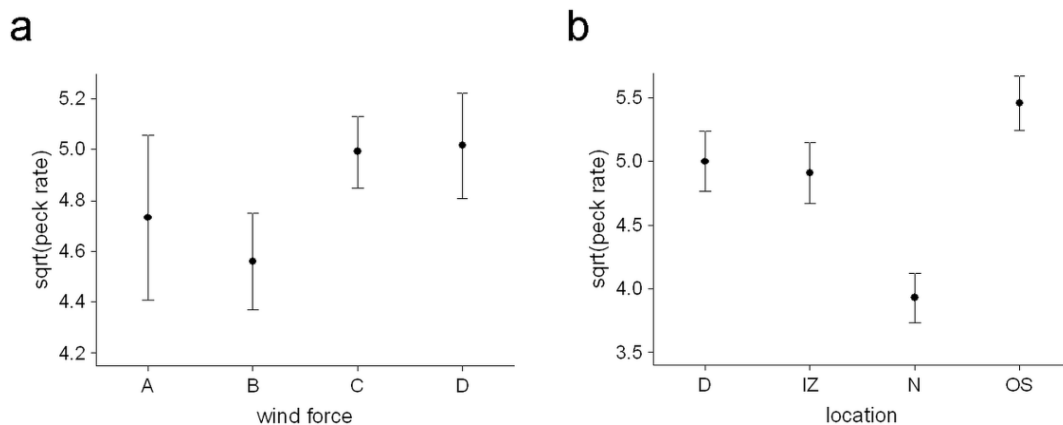 a
5.2
5.0
4.8
4.6
4.4
4.2
sqrt(peck rate)
A B C D
wind force
b
5.5
5.0
4.5
4.0
3.5
sqrt(peck rate)
D IZ N OS
location